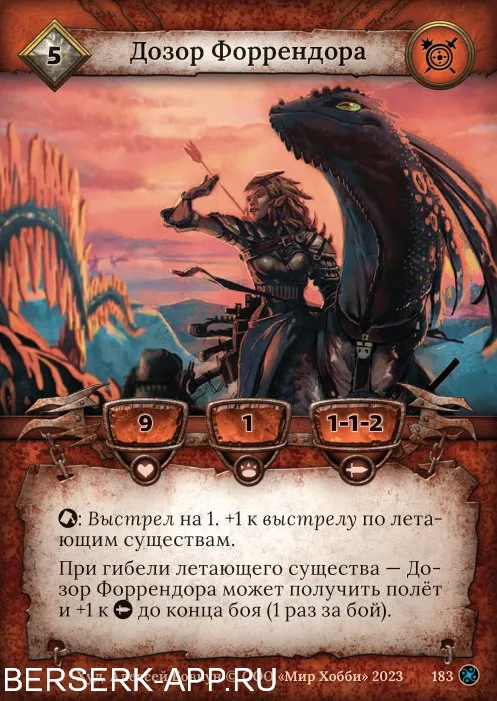 5
Дозор Форрендора
9
1
1-1-2
: Выстрел на 1. +1 к выстрелу по лета-
ющим существам.
При гибели летающего существа — До-
зор Форрендора может получить полёт
и +1 к до конца боя (1 раз за бой).
© ООО «Мир Хобби» 2023
183
BERSERK-APP.RU